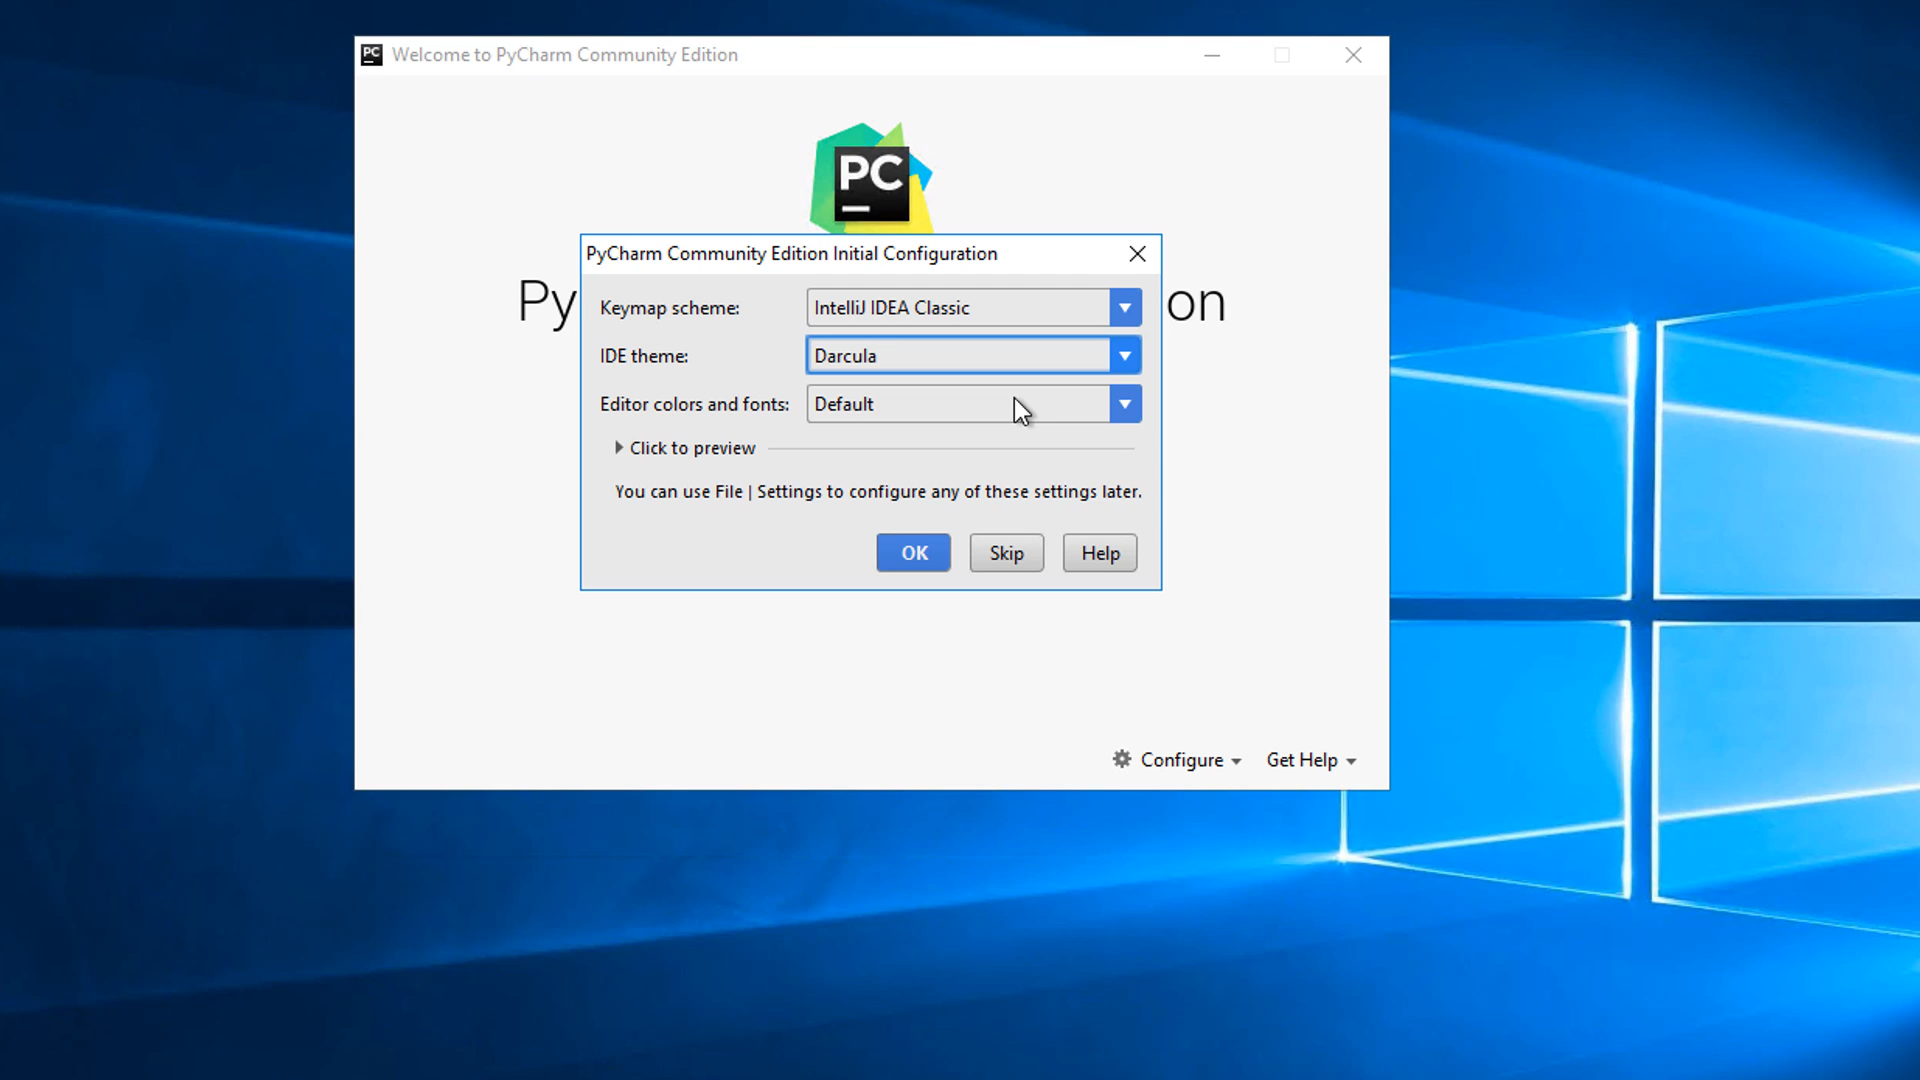 PC
Welcome to PyCharm Community Edition
PC
Py
on
PyCharm Community Edition Initial Configuration
Keymap scheme:
IntelliJ IDEA Classic
IDE theme:
Darcula
Editor colors and fonts:
Default
Click to preview
You can use File | Settings to configure any of these settings later.
OK
Skip
Help
Configure
Get Help